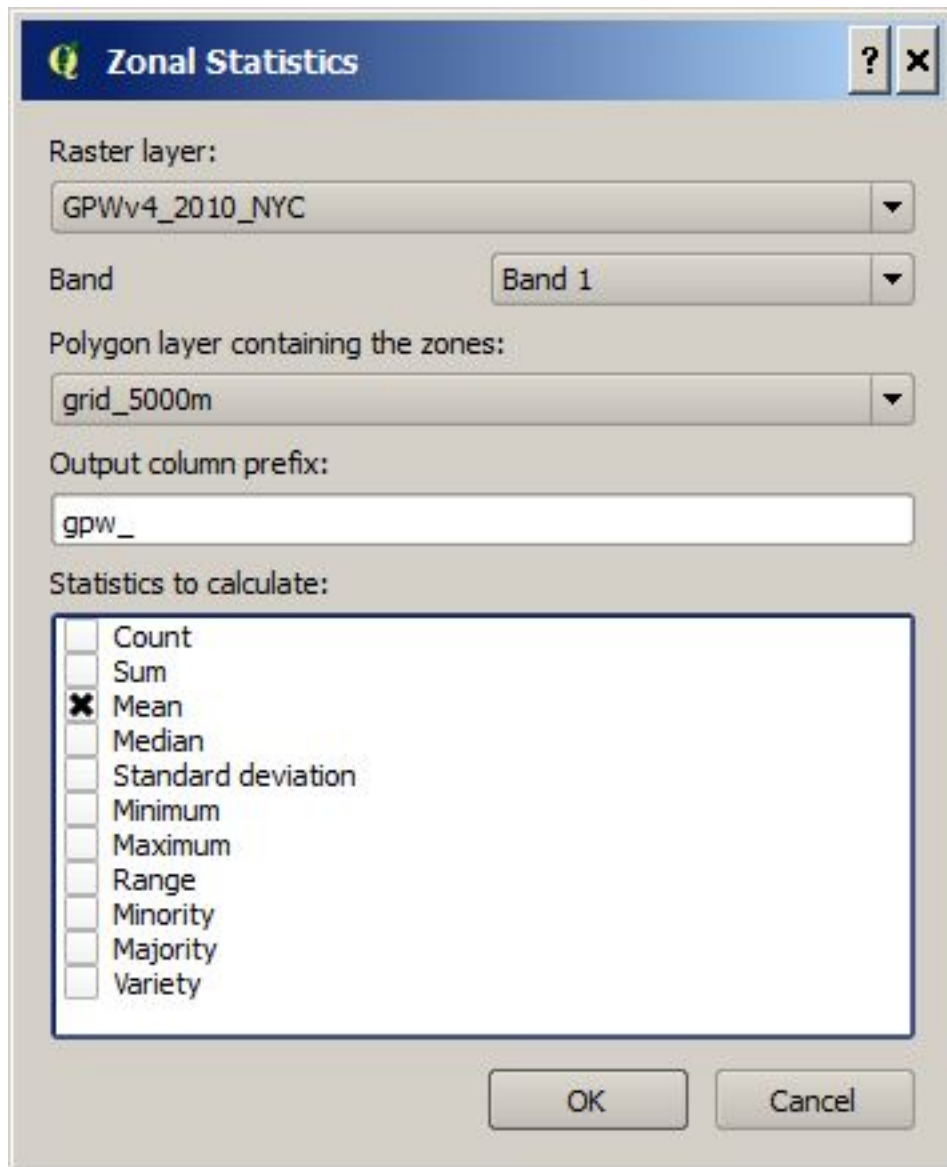 Zonal Statistics
Raster layer:
GPWv4_2010_NYC
Band Band 1
Polygon layer containing the zones:
grid_5000m
Output column prefix:
gpw_
Statistics to calculate:
Count
Sum
Mean
Median
Standard deviation
Minimum
Maximum
Range
Minority
Majority
Variety
OK Cancel